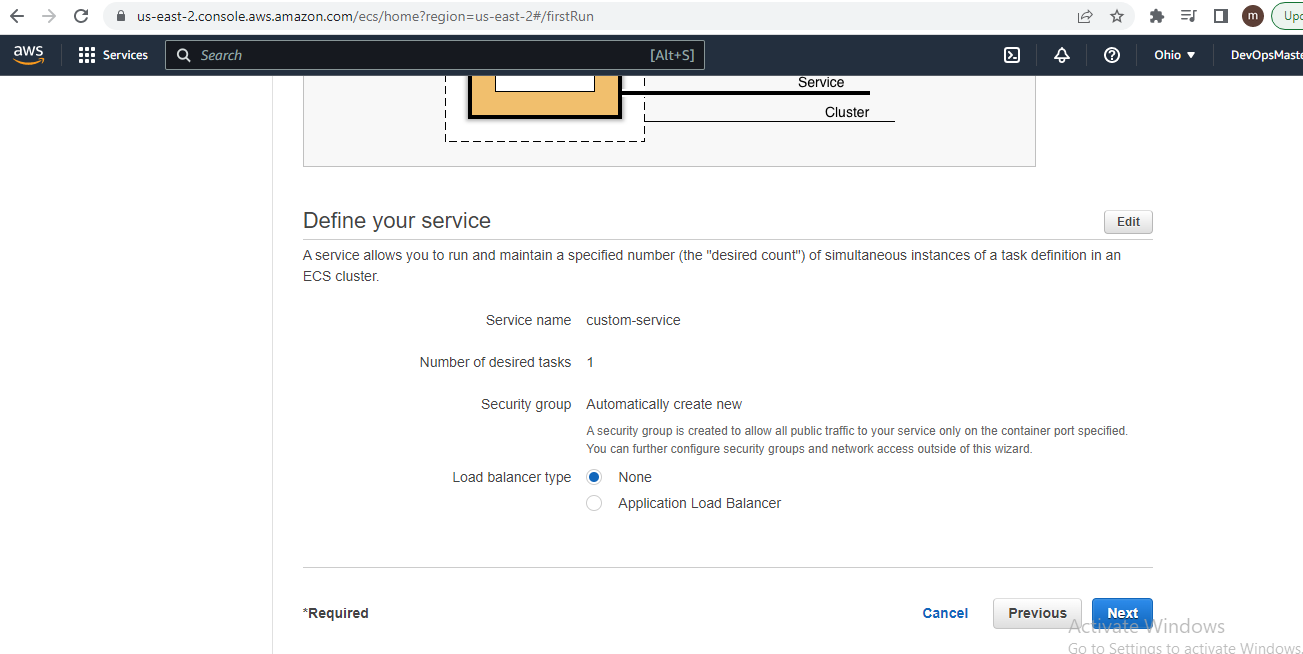 us-east-2.console.aws.amazon.com/ecs/home?region=us-east-2#/firstRun
m
aws
Services
Search
[Alt+S]
Ohio ▼
Service
Cluster
Define your service
Edit
A service allows you to run and maintain a specified number (the "desired count") of simultaneous instances of a task definition in an
ECS cluster.
Service name custom-service
Number of desired tasks 1
Security group Automatically create new
A security group is created to allow all public traffic to your service only on the container port specified.
You can further configure security groups and network access outside of this wizard.
Load balancer type None
Application Load Balancer
*Required
Cancel
Previous
Next
Activate Windows
Go to Settings to activate Windows.